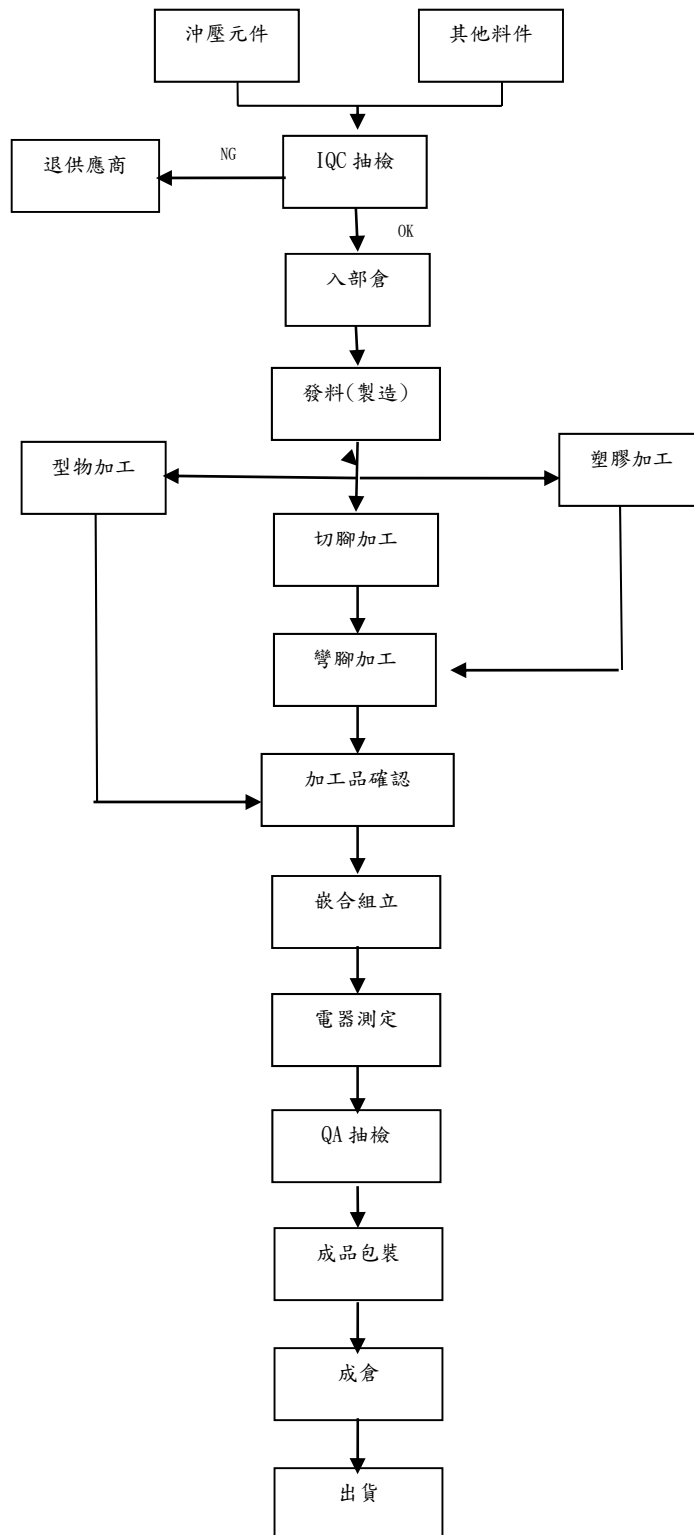 沖壓元件
其他料件
退供應商
NG
IQC 抽檢
OK
入部倉
發料(製造)
型物加工
塑膠加工
切腳加工
彎腳加工
加工品確認
嵌合組立
電器測定
QA 抽檢
成品包裝
成倉
出貨